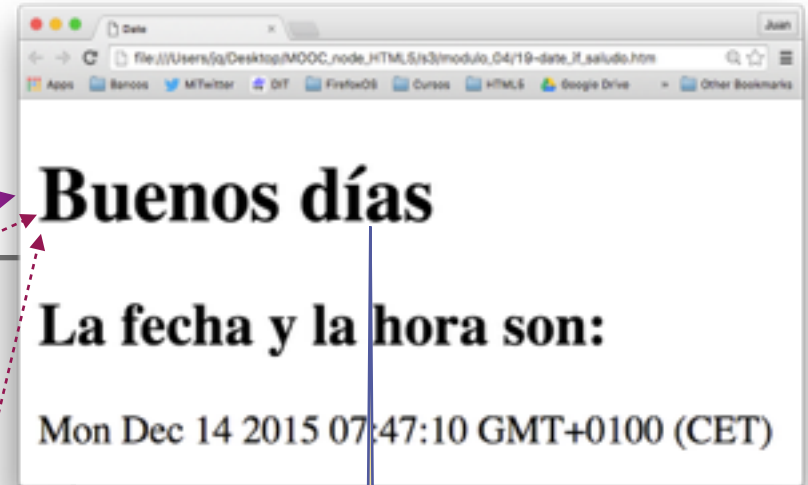 Date
Juan
file:///Users/jq/Desktop/MOOC_node_HTML5/s3/modulo_04/19-date_if_saludo.htm
Apps Bancos MiTwitter DIT FirefoxOS Cursos HTML5 Google Drive » Other Bookmarks
Buenos días
La fecha y la hora son:
Mon Dec 14 2015 07:47:10 GMT+0100 (CET)